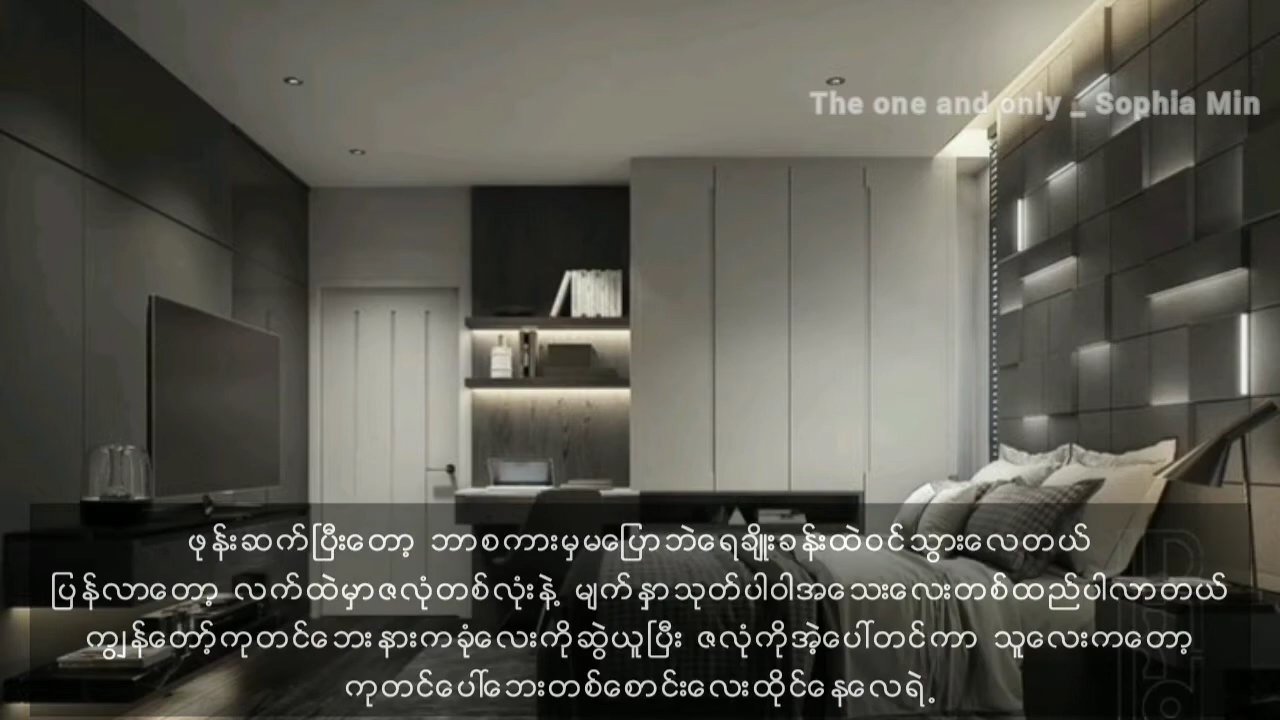 The one and only _ Sophia Min
ဖုန်းဆက်ပြီးတော့ ဘာစကားမှမပြောဘဲရေချိုးခန်းထဲဝင်သွားလေတယ်
ပြန်လာတော့ လက်ထဲမှာဇလုံတစ်လုံးနဲ့ မျက်နှာသုတ်ပါဝါအသေးလေးတစ်ထည်ပါလာတယ်
ကျွန်တော့်ကုတင်ဘေးနားကခုံလေးကိုဆွဲယူပြီး ဇလုံကိုအဲ့ပေါ်တင်ကာ သူလေးကတော့
ကုတင်ပေါ်ဘေးတစ်စောင်းလေးထိုင်နေလေရဲ့